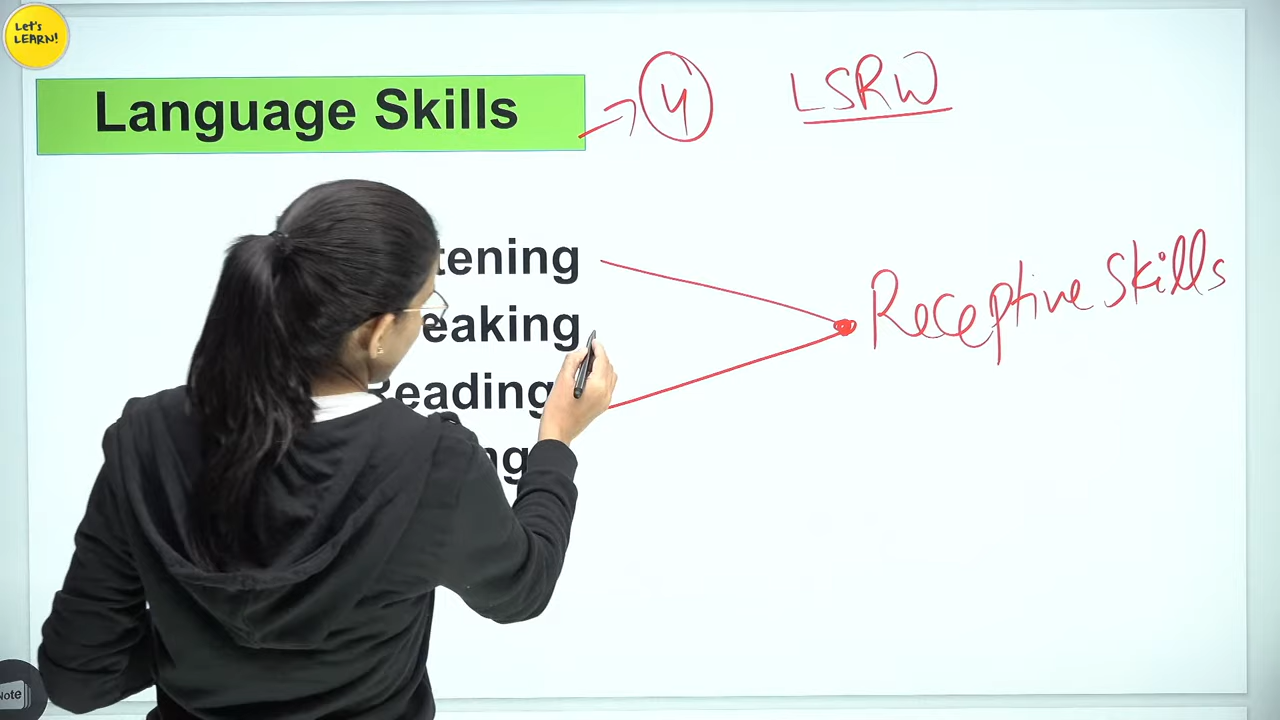 Let's
LEARN!
Language Skills
4
LSRW
tening
eaking
Reading
ng
Receptive Skills
Note